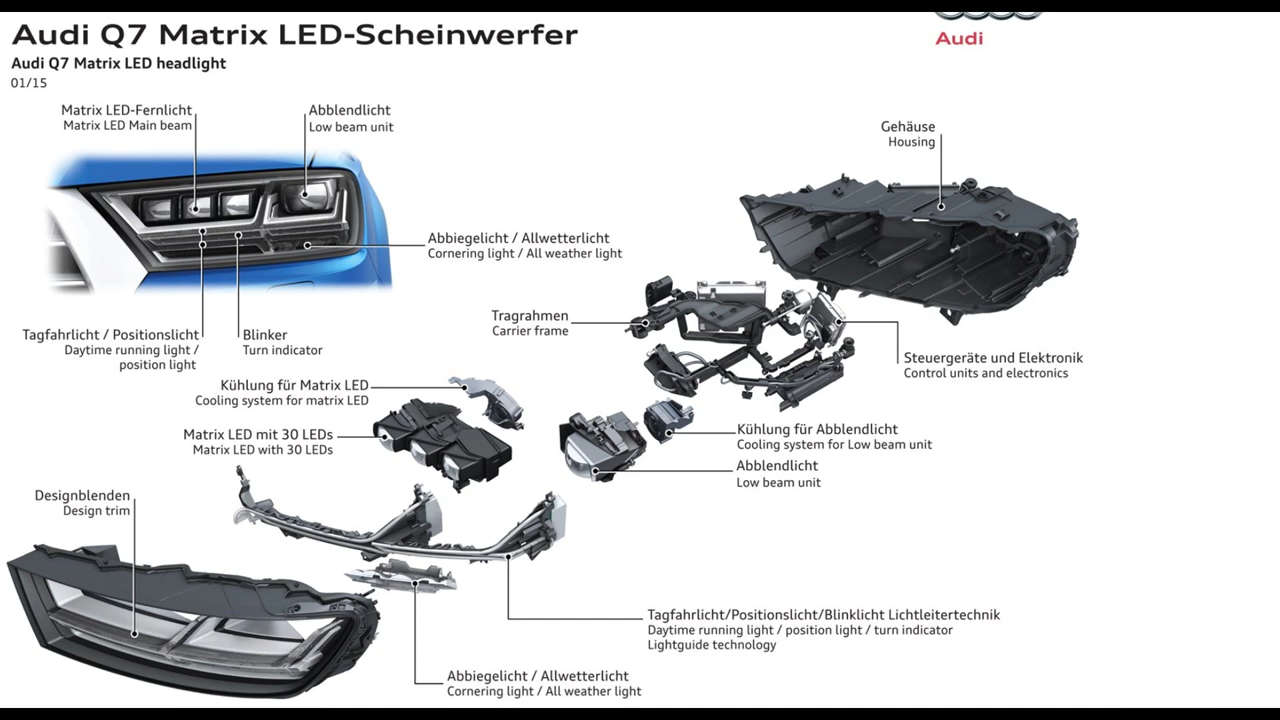 Audi Q7 Matrix LED-Scheinwerfer
Audi Q7 Matrix LED headlight
01/15
Audi
Matrix LED-Fernlicht
Matrix LED Main beam
Abblendlicht
Low beam unit
Gehäuse
Housing
Abbiegelicht / Allwetterlicht
Cornering light / All weather light
Tagfahrlicht / Positionslicht
Daytime running light /
position light
Blinker
Turn indicator
Tragrahmen
Carrier frame
Steuergeräte und Elektronik
Control units and electronics
Kühlung für Matrix LED
Cooling system for matrix LED
Matrix LED mit 30 LEDs
Matrix LED with 30 LEDs
Kühlung für Abblendlicht
Cooling system for Low beam unit
Abblendlicht
Low beam unit
Designblenden
Design trim
Tagfahrlicht/Positionslicht/Blinklicht Lichtleitertechnik
Daytime running light / position light / turn indicator
Lightguide technology
Abbiegelicht / Allwetterlicht
Cornering light / All weather light